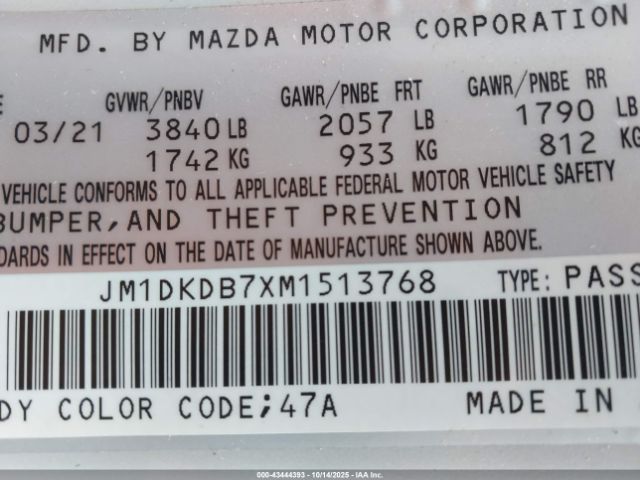 MFD. BY MAZDA MOTOR CORPORATION
GVWR/PNBV GAWR/PNBE FRT GAWR/PNBE RR
03/21 3840 LB 2057 LB 1790 LB
1742 KG 933 KG 812 KG
VEHICLE CONFORMS TO ALL APPLICABLE FEDERAL MOTOR VEHICLE SAFETY
BUMPER, AND THEFT PREVENTION
DARDS IN EFFECT ON THE DATE OF MANUFACTURE SHOWN ABOVE.
JM1DKDB7XM1513768 TYPE: PASS
DY COLOR CODE;47A MADE IN
000-43444393 - 10/14/2025 - IAA Inc.